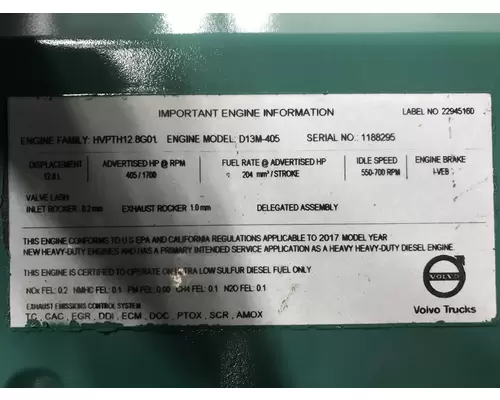 IMPORTANT ENGINE INFORMATION LABEL NO 22945160
ENGINE FAMILY: HVPTH12.8G01 ENGINE MODEL: D13M-405 SERIAL NO.: 1188295
DISPLACEMENT ADVERTISED HP @ RPM FUEL RATE @ ADVERTISED HP IDLE SPEED ENGINE BRAKE
12.8 L 405 / 1700 204 mm³ / STROKE 550-700 RPM I-VEB
VALVE LASH
INLET ROCKER 0.2 mm EXHAUST ROCKER 1.0 mm DELEGATED ASSEMBLY
THIS ENGINE CONFORMS TO U.S EPA AND CALIFORNIA REGULATIONS APPLICABLE TO 2017 MODEL YEAR
NEW HEAVY-DUTY ENGINES AND HAS A PRIMARY INTENDED SERVICE APPLICATION AS A HEAVY HEAVY-DUTY DIESEL ENGINE.
THIS ENGINE IS CERTIFIED TO OPERATE ON ULTRA LOW SULFUR DIESEL FUEL ONLY
NOx FEL: 0.2 NMHC FEL: 0.1 PM FEL: 0.00 CH4 FEL: 0.1 N2O FEL: 0.1
EXHAUST EMISSIONS CONTROL SYSTEM
TC , CAC , EGR , DDI , ECM , DOC , PTOX , SCR , AMOX
VOLVO
Volvo Trucks